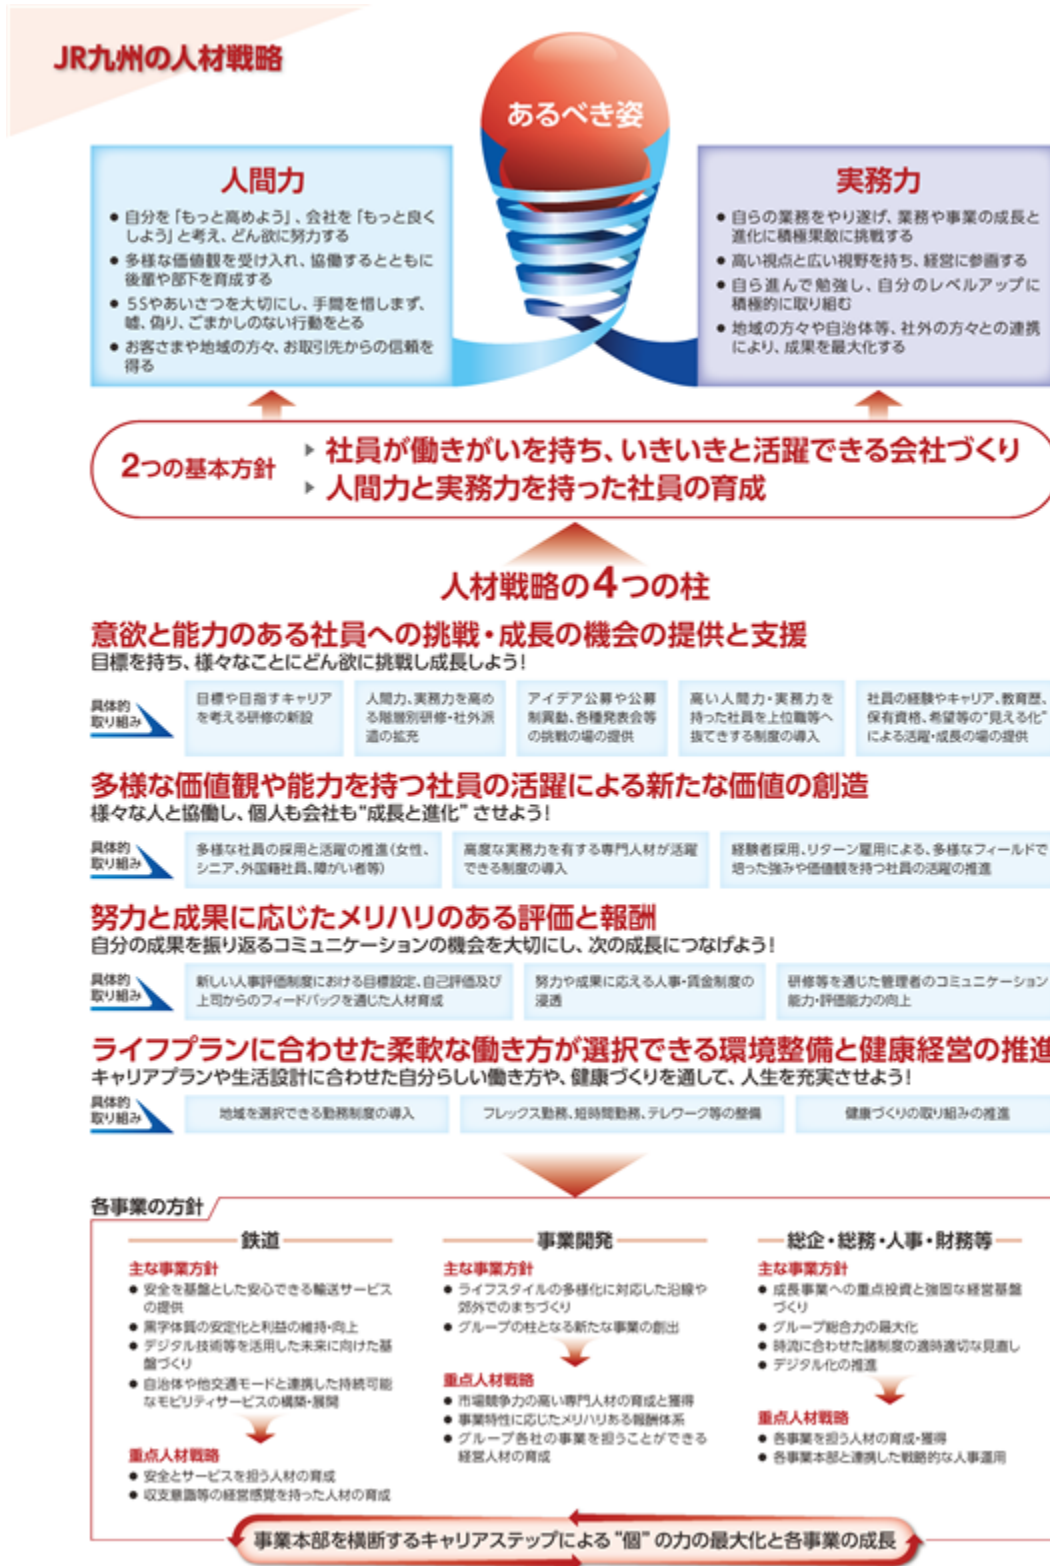 JR九州の人材戦略
あるべき姿
人間力
● 自分を「もっと高めよう」、会社を「もっと良く
しよう」と考え、どん欲に努力する
● 多様な価値観を受け入れ、協働するとともに
後輩や部下を育成する
● 5Sやあいさつを大切にし、手間を惜しまず、
嘘、偽り、ごまかしのない行動をとる
● お客さまや地域の方々、お取引先からの信頼を
得る
実務力
● 自らの業務をやり遂げ、業務や事業の成長と
進化に積極果敢に挑戦する
● 高い視点と広い視野を持ち、経営に参画する
● 自ら進んで勉強し、自分のレベルアップに
積極的に取り組む
● 地域の方々や自治体等、社外の方々との連携
により、成果を最大化する
2つの基本方針
社員が働きがいを持ち、いきいきと活躍できる会社づくり
人間力と実務力を持った社員の育成
人材戦略の4つの柱
意欲と能力のある社員への挑戦・成長の機会の提供と支援
目標を持ち、様々なことにどん欲に挑戦し成長しよう!
具体的
取り組み
目標や目指すキャリア
を考える研修の新設
人間力、実務力を高め
る階層別研修・社外派
遣の拡充
アイデア公募や公募
制異動、各種発表会等
の挑戦の場の提供
高い人間力・実務力を
持った社員を上位職等へ
抜てきする制度の導入
社員の経験やキャリア、教育歴、
保有資格、希望等の“見える化”
による活躍・成長の場の提供
多様な価値観や能力を持つ社員の活躍による新たな価値の創造
様々な人と協働し、個人も会社も“成長と進化”させよう!
具体的
取り組み
多様な社員の採用と活躍の推進(女性、
シニア、外国籍社員、障がい者等)
高度な実務力を有する専門人材が活躍
できる制度の導入
経験者採用、リターン雇用による、多様なフィールドで
培った強みや価値観を持つ社員の活躍の推進
努力と成果に応じたメリハリのある評価と報酬
自分の成果を振り返るコミュニケーションの機会を大切にし、次の成長につなげよう!
具体的
取り組み
新しい人事評価制度における目標設定、自己評価及び
上司からのフィードバックを通じた人材育成
努力や成果に応える人事・賃金制度の
浸透
研修等を通じた管理者のコミュニケーション
能力・評価能力の向上
ライフプランに合わせた柔軟な働き方が選択できる環境整備と健康経営の推進
キャリアプランや生活設計に合わせた自分らしい働き方や、健康づくりを通して、人生を充実させよう!
具体的
取り組み
地域を選択できる勤務制度の導入
フレックス勤務、短時間勤務、テレワーク等の整備
健康づくりの取り組みの推進
各事業の方針
鉄道
主な事業方針
● 安全を基盤とした安心できる輸送サービス
の提供
● 黒字体質の安定化と利益の維持・向上
● デジタル技術等を活用した未来に向けた基
盤づくり
● 自治体や他交通モードと連携した持続可能
なモビリティサービスの構築・展開
重点人材戦略
● 安全とサービスを担う人材の育成
● 収支意識等の経営感覚を持った人材の育成
事業開発
主な事業方針
● ライフスタイルの多様化に対応した沿線や
郊外でのまちづくり
● グループの柱となる新たな事業の創出
重点人材戦略
● 市場競争力の高い専門人材の育成と獲得
● 事業特性に応じたメリハリある報酬体系
● グループ各社の事業を担うことができる
経営人材の育成
総企・総務・人事・財務等
主な事業方針
● 成長事業への重点投資と強固な経営基盤
づくり
● グループ総合力の最大化
● 時流に合わせた諸制度の適時適切な見直し
● デジタル化の推進
重点人材戦略
● 各事業を担う人材の育成・獲得
● 各事業本部と連携した戦略的な人事運用
事業本部を横断するキャリアステップによる“個”の力の最大化と各事業の成長